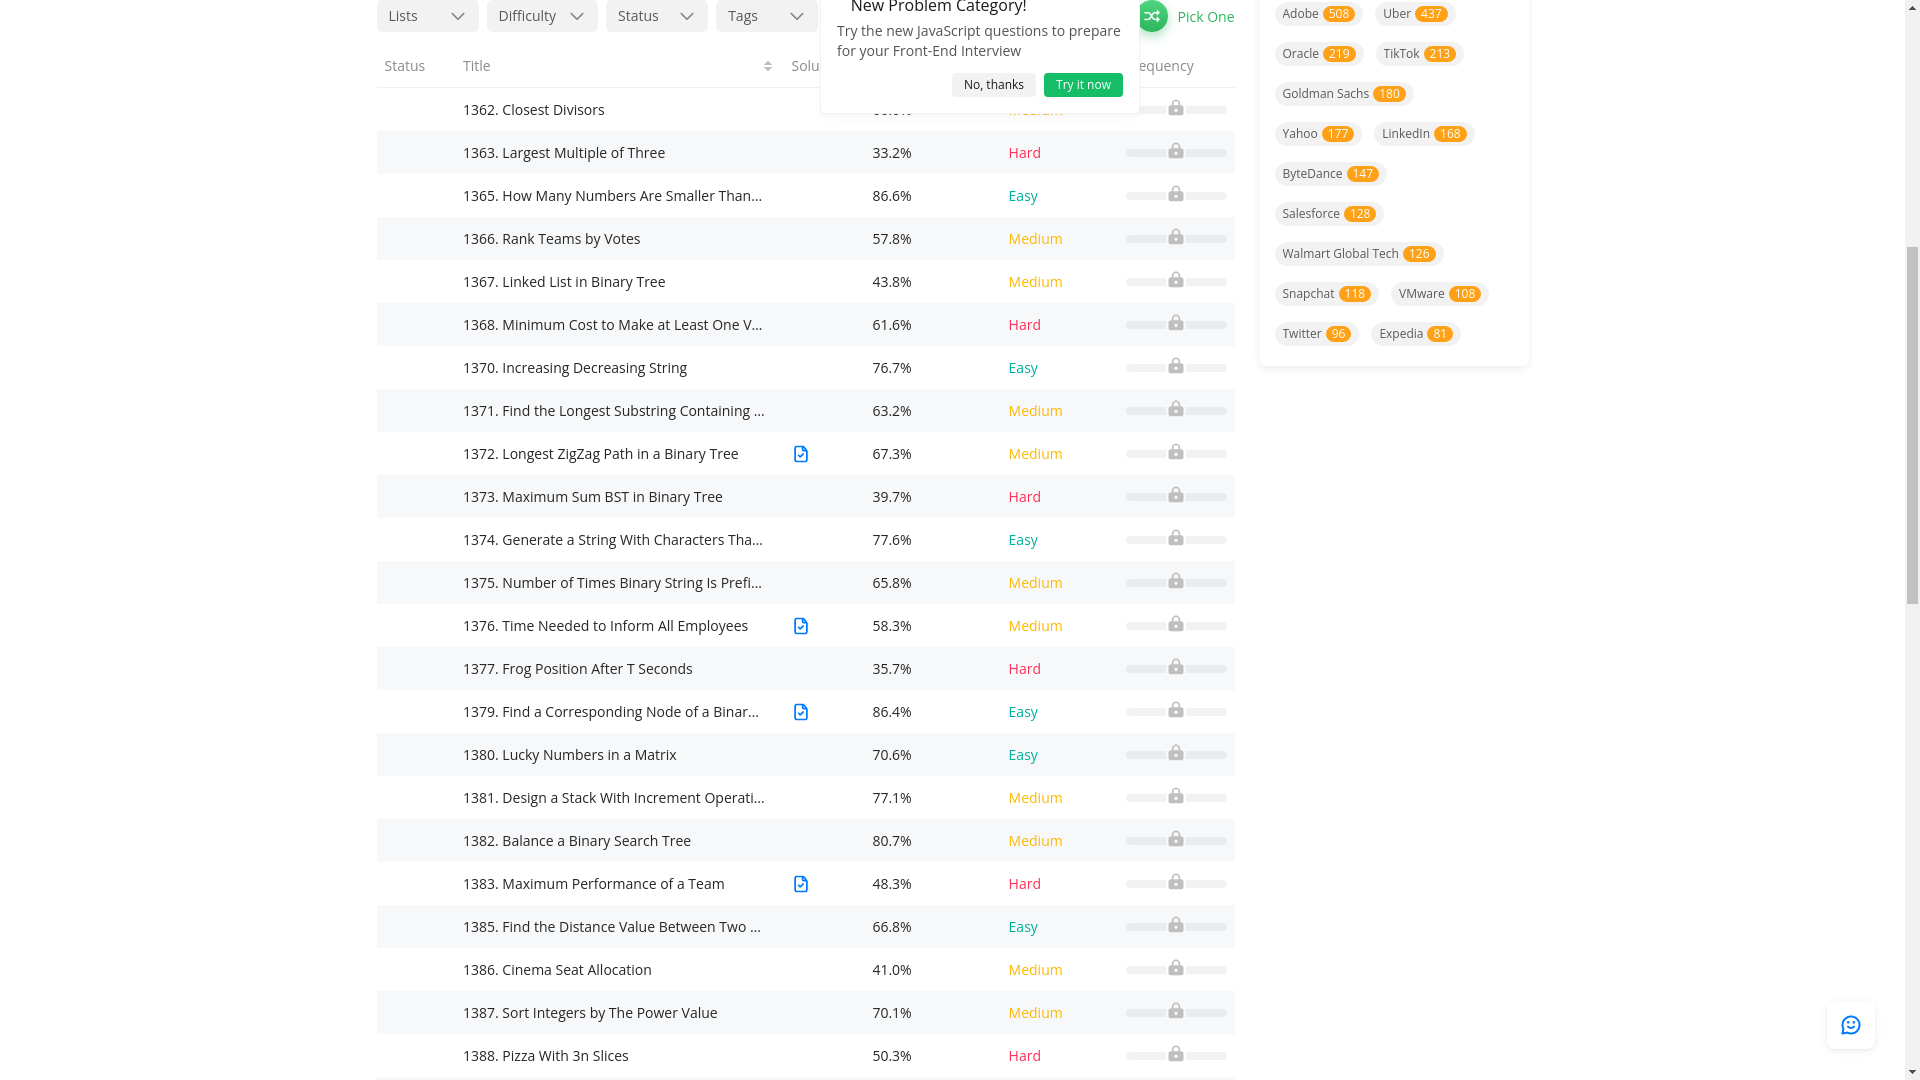 Lists
Difficulty
Status
Tags
New Problem Category!
Try the new JavaScript questions to prepare
for your Front-End Interview
No, thanks
Try it now
Pick One
Status
Title
Solu
equency
1362. Closest Divisors
1363. Largest Multiple of Three 33.2% Hard
1365. How Many Numbers Are Smaller Than... 86.6% Easy
1366. Rank Teams by Votes 57.8% Medium
1367. Linked List in Binary Tree 43.8% Medium
1368. Minimum Cost to Make at Least One V... 61.6% Hard
1370. Increasing Decreasing String 76.7% Easy
1371. Find the Longest Substring Containing ... 63.2% Medium
1372. Longest ZigZag Path in a Binary Tree 67.3% Medium
1373. Maximum Sum BST in Binary Tree 39.7% Hard
1374. Generate a String With Characters Tha... 77.6% Easy
1375. Number of Times Binary String Is Prefi... 65.8% Medium
1376. Time Needed to Inform All Employees 58.3% Medium
1377. Frog Position After T Seconds 35.7% Hard
1379. Find a Corresponding Node of a Binar... 86.4% Easy
1380. Lucky Numbers in a Matrix 70.6% Easy
1381. Design a Stack With Increment Operati... 77.1% Medium
1382. Balance a Binary Search Tree 80.7% Medium
1383. Maximum Performance of a Team 48.3% Hard
1385. Find the Distance Value Between Two ... 66.8% Easy
1386. Cinema Seat Allocation 41.0% Medium
1387. Sort Integers by The Power Value 70.1% Medium
1388. Pizza With 3n Slices 50.3% Hard
Adobe 508 Uber 437
Oracle 219 TikTok 213
Goldman Sachs 180
Yahoo 177 LinkedIn 168
ByteDance 147
Salesforce 128
Walmart Global Tech 126
Snapchat 118 VMware 108
Twitter 96 Expedia 81